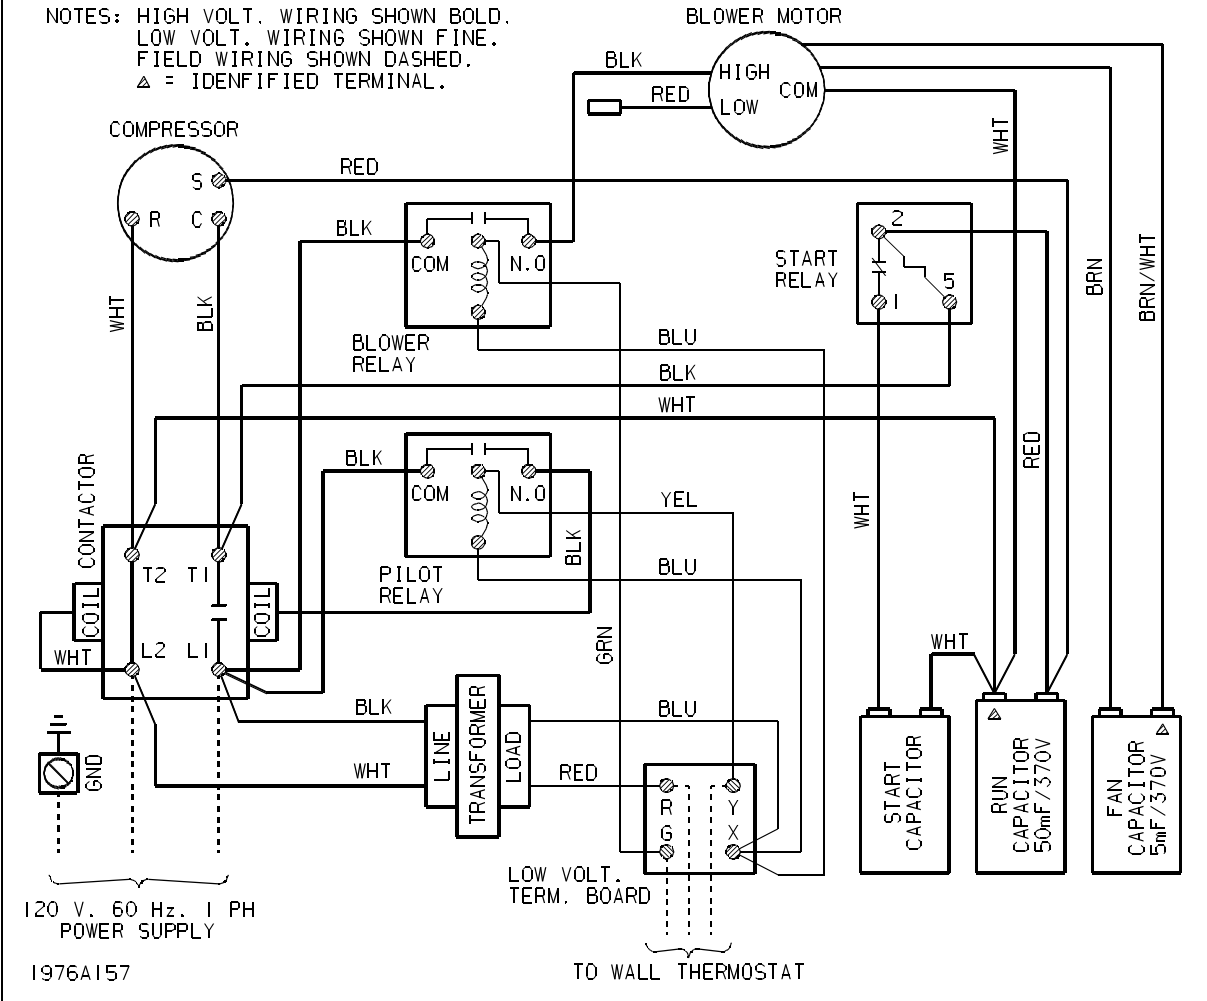 NOTES: HIGH VOLT. WIRING SHOWN BOLD.
LOW VOLT. WIRING SHOWN FINE.
FIELD WIRING SHOWN DASHED.
= IDENFIFIED TERMINAL.
BLOWER MOTOR
BLK
HIGH
COM
RED
LOW
WHT
COMPRESSOR
S
R
C
RED
BLK
COM
N.O
BLOWER
RELAY
START
RELAY
2
1
5
BRN
BRN/WHT
WHT
BLK
BLU
BLK
WHT
RED
CONTACTOR
BLK
COM
N.O
YEL
WHT
BLK
T2
T1
PILOT
RELAY
BLU
COIL
COIL
L2
L1
WHT
GRN
WHT
BLK
BLU
LINE
TRANSFORMER
LOAD
GND
WHT
RED
R
Y
G
X
START
CAPACITOR
RUN
CAPACITOR
50mF/370V
FAN
CAPACITOR
5mF/370V
LOW VOLT.
TERM. BOARD
120 V. 60 Hz. 1 PH
POWER SUPPLY
1976A157
TO WALL THERMOSTAT